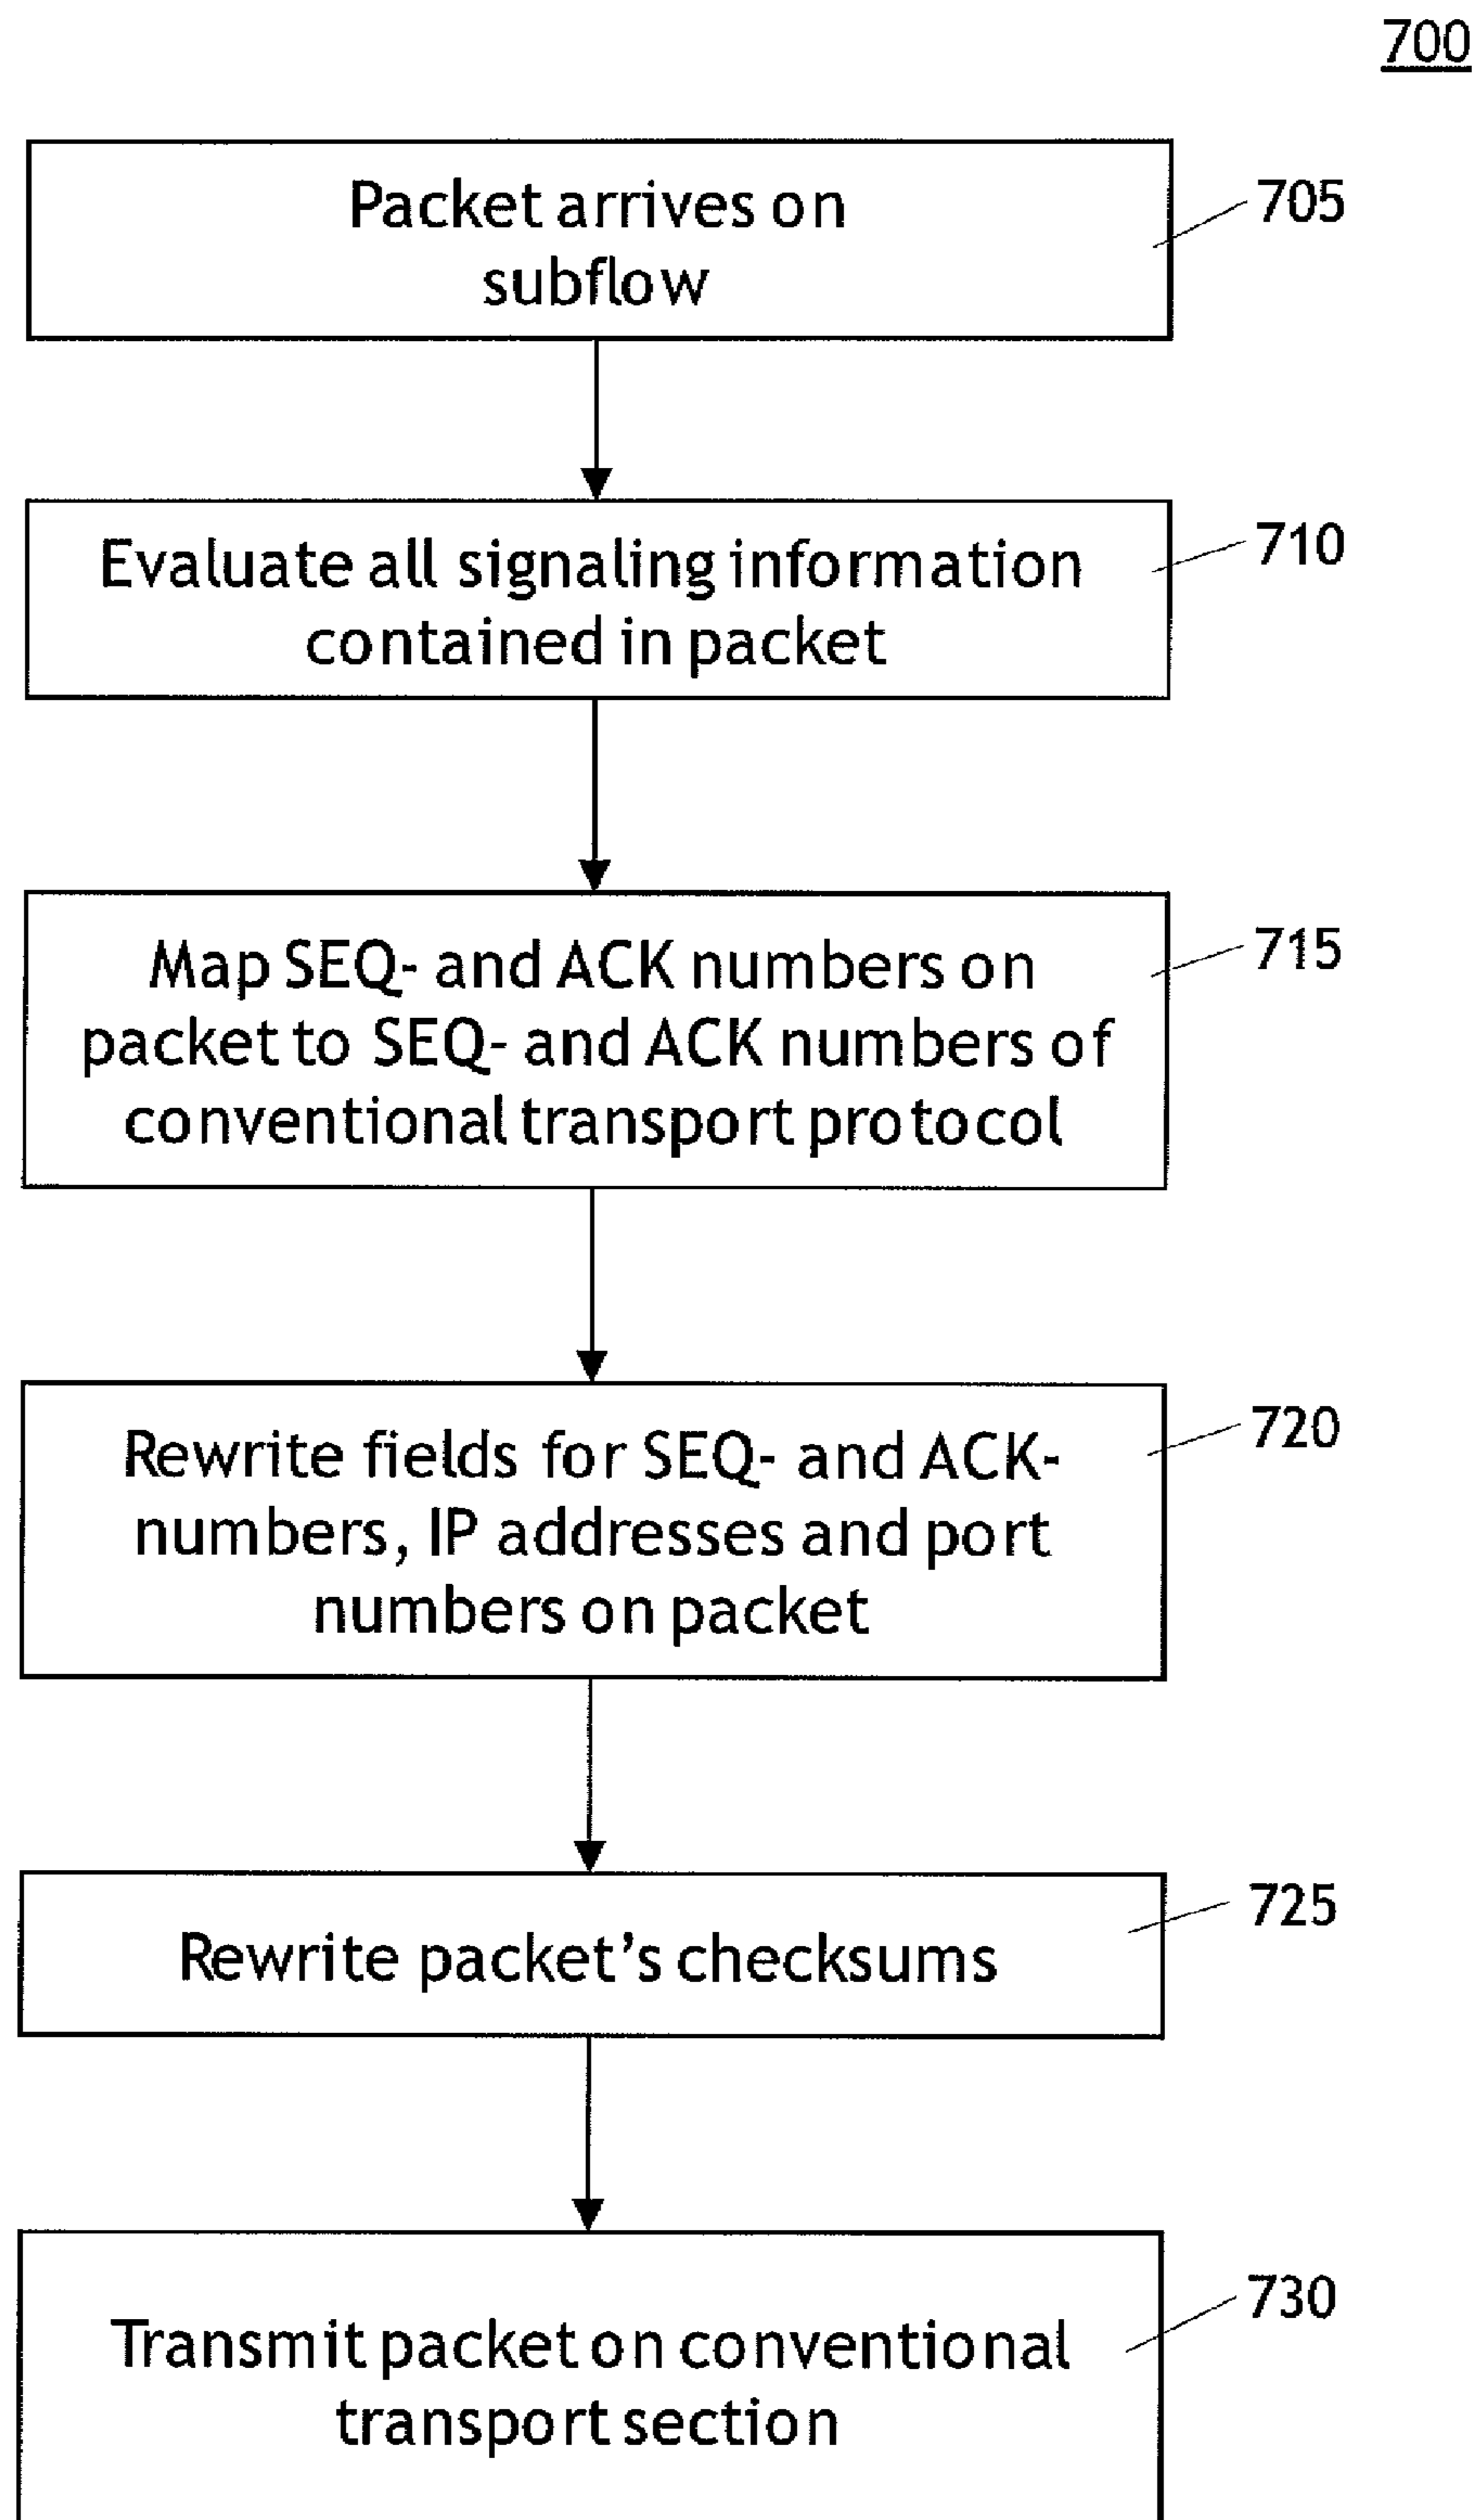 700
Packet arrives on
subflow
705
Evaluate all signaling information
contained in packet
710
Map SEQ- and ACK numbers on
packet to SEQ- and ACK numbers of
conventional transport protocol
715
Rewrite fields for SEQ- and ACK-
numbers, IP addresses and port
numbers on packet
720
Rewrite packet's checksums
725
Transmit packet on conventional
transport section
730